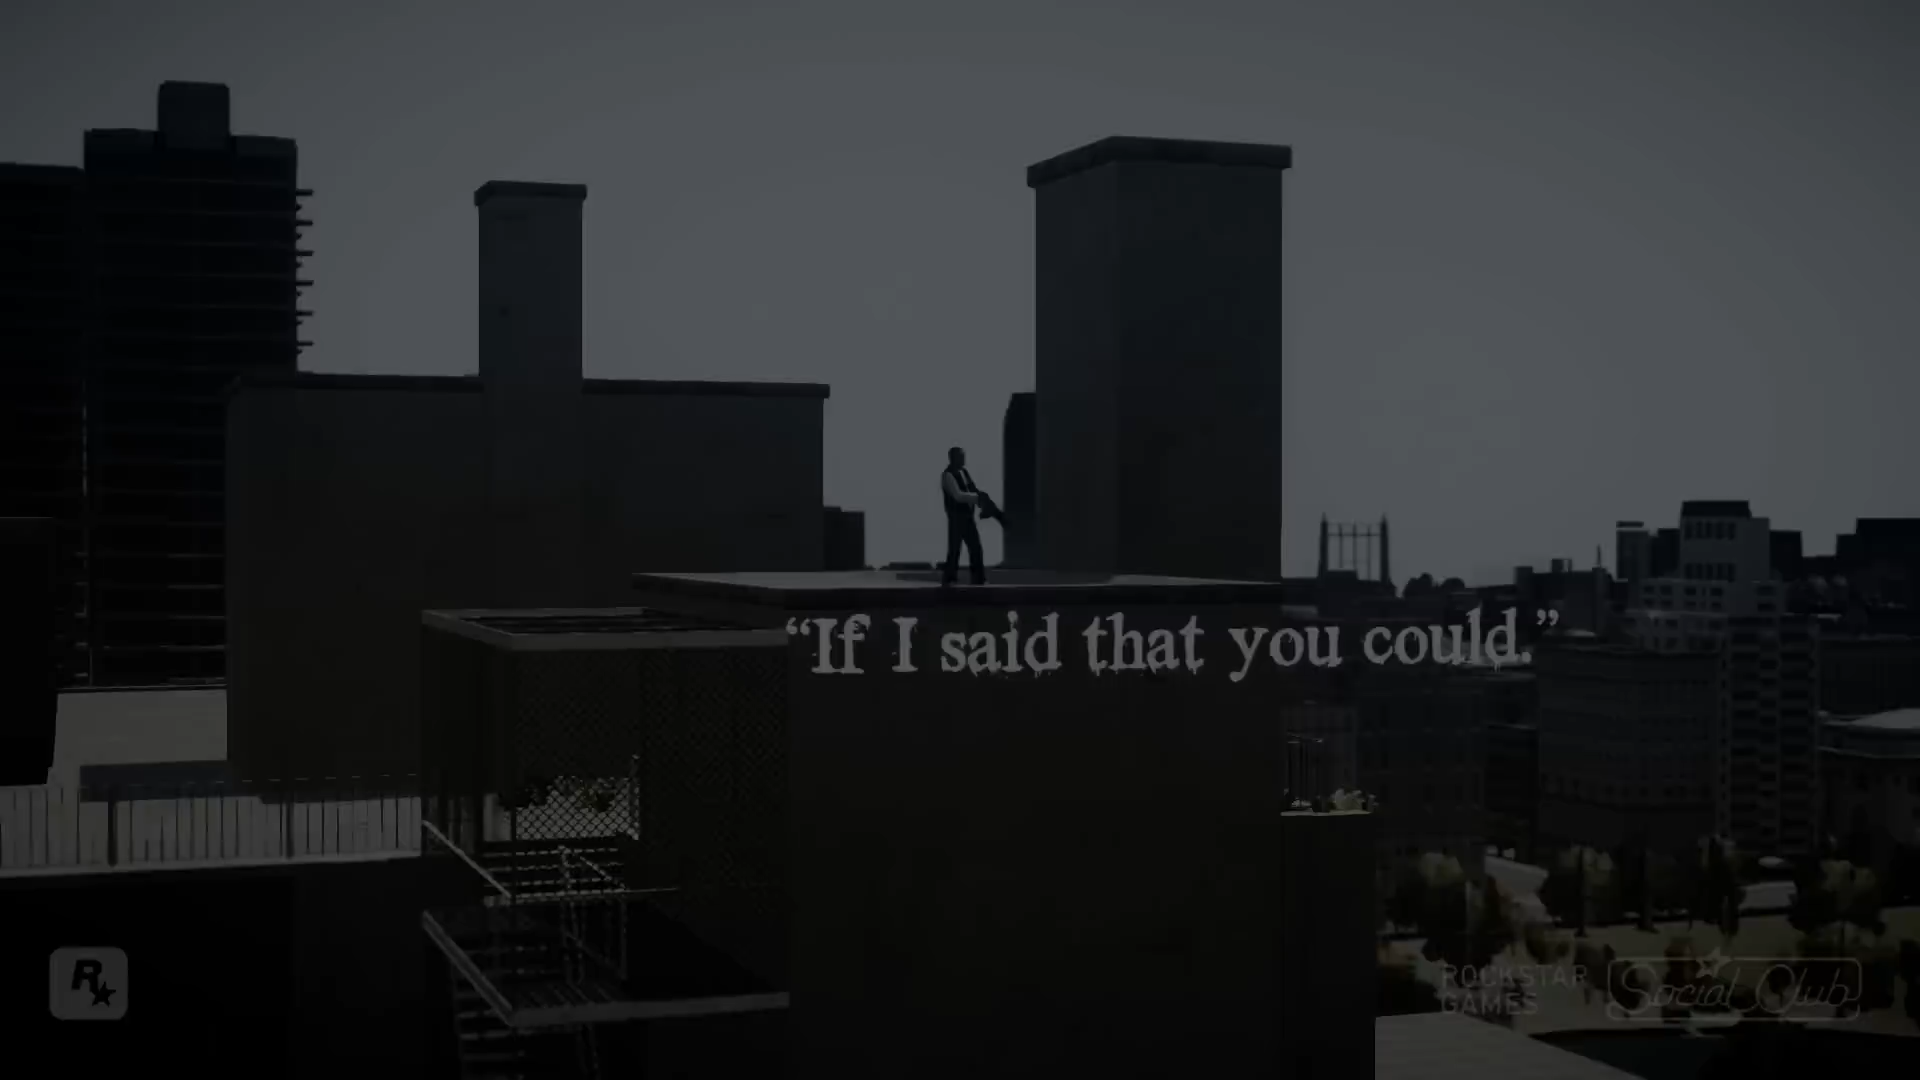 “If I said that you could.”
R
ROCKSTAR
GAMES
Social Club